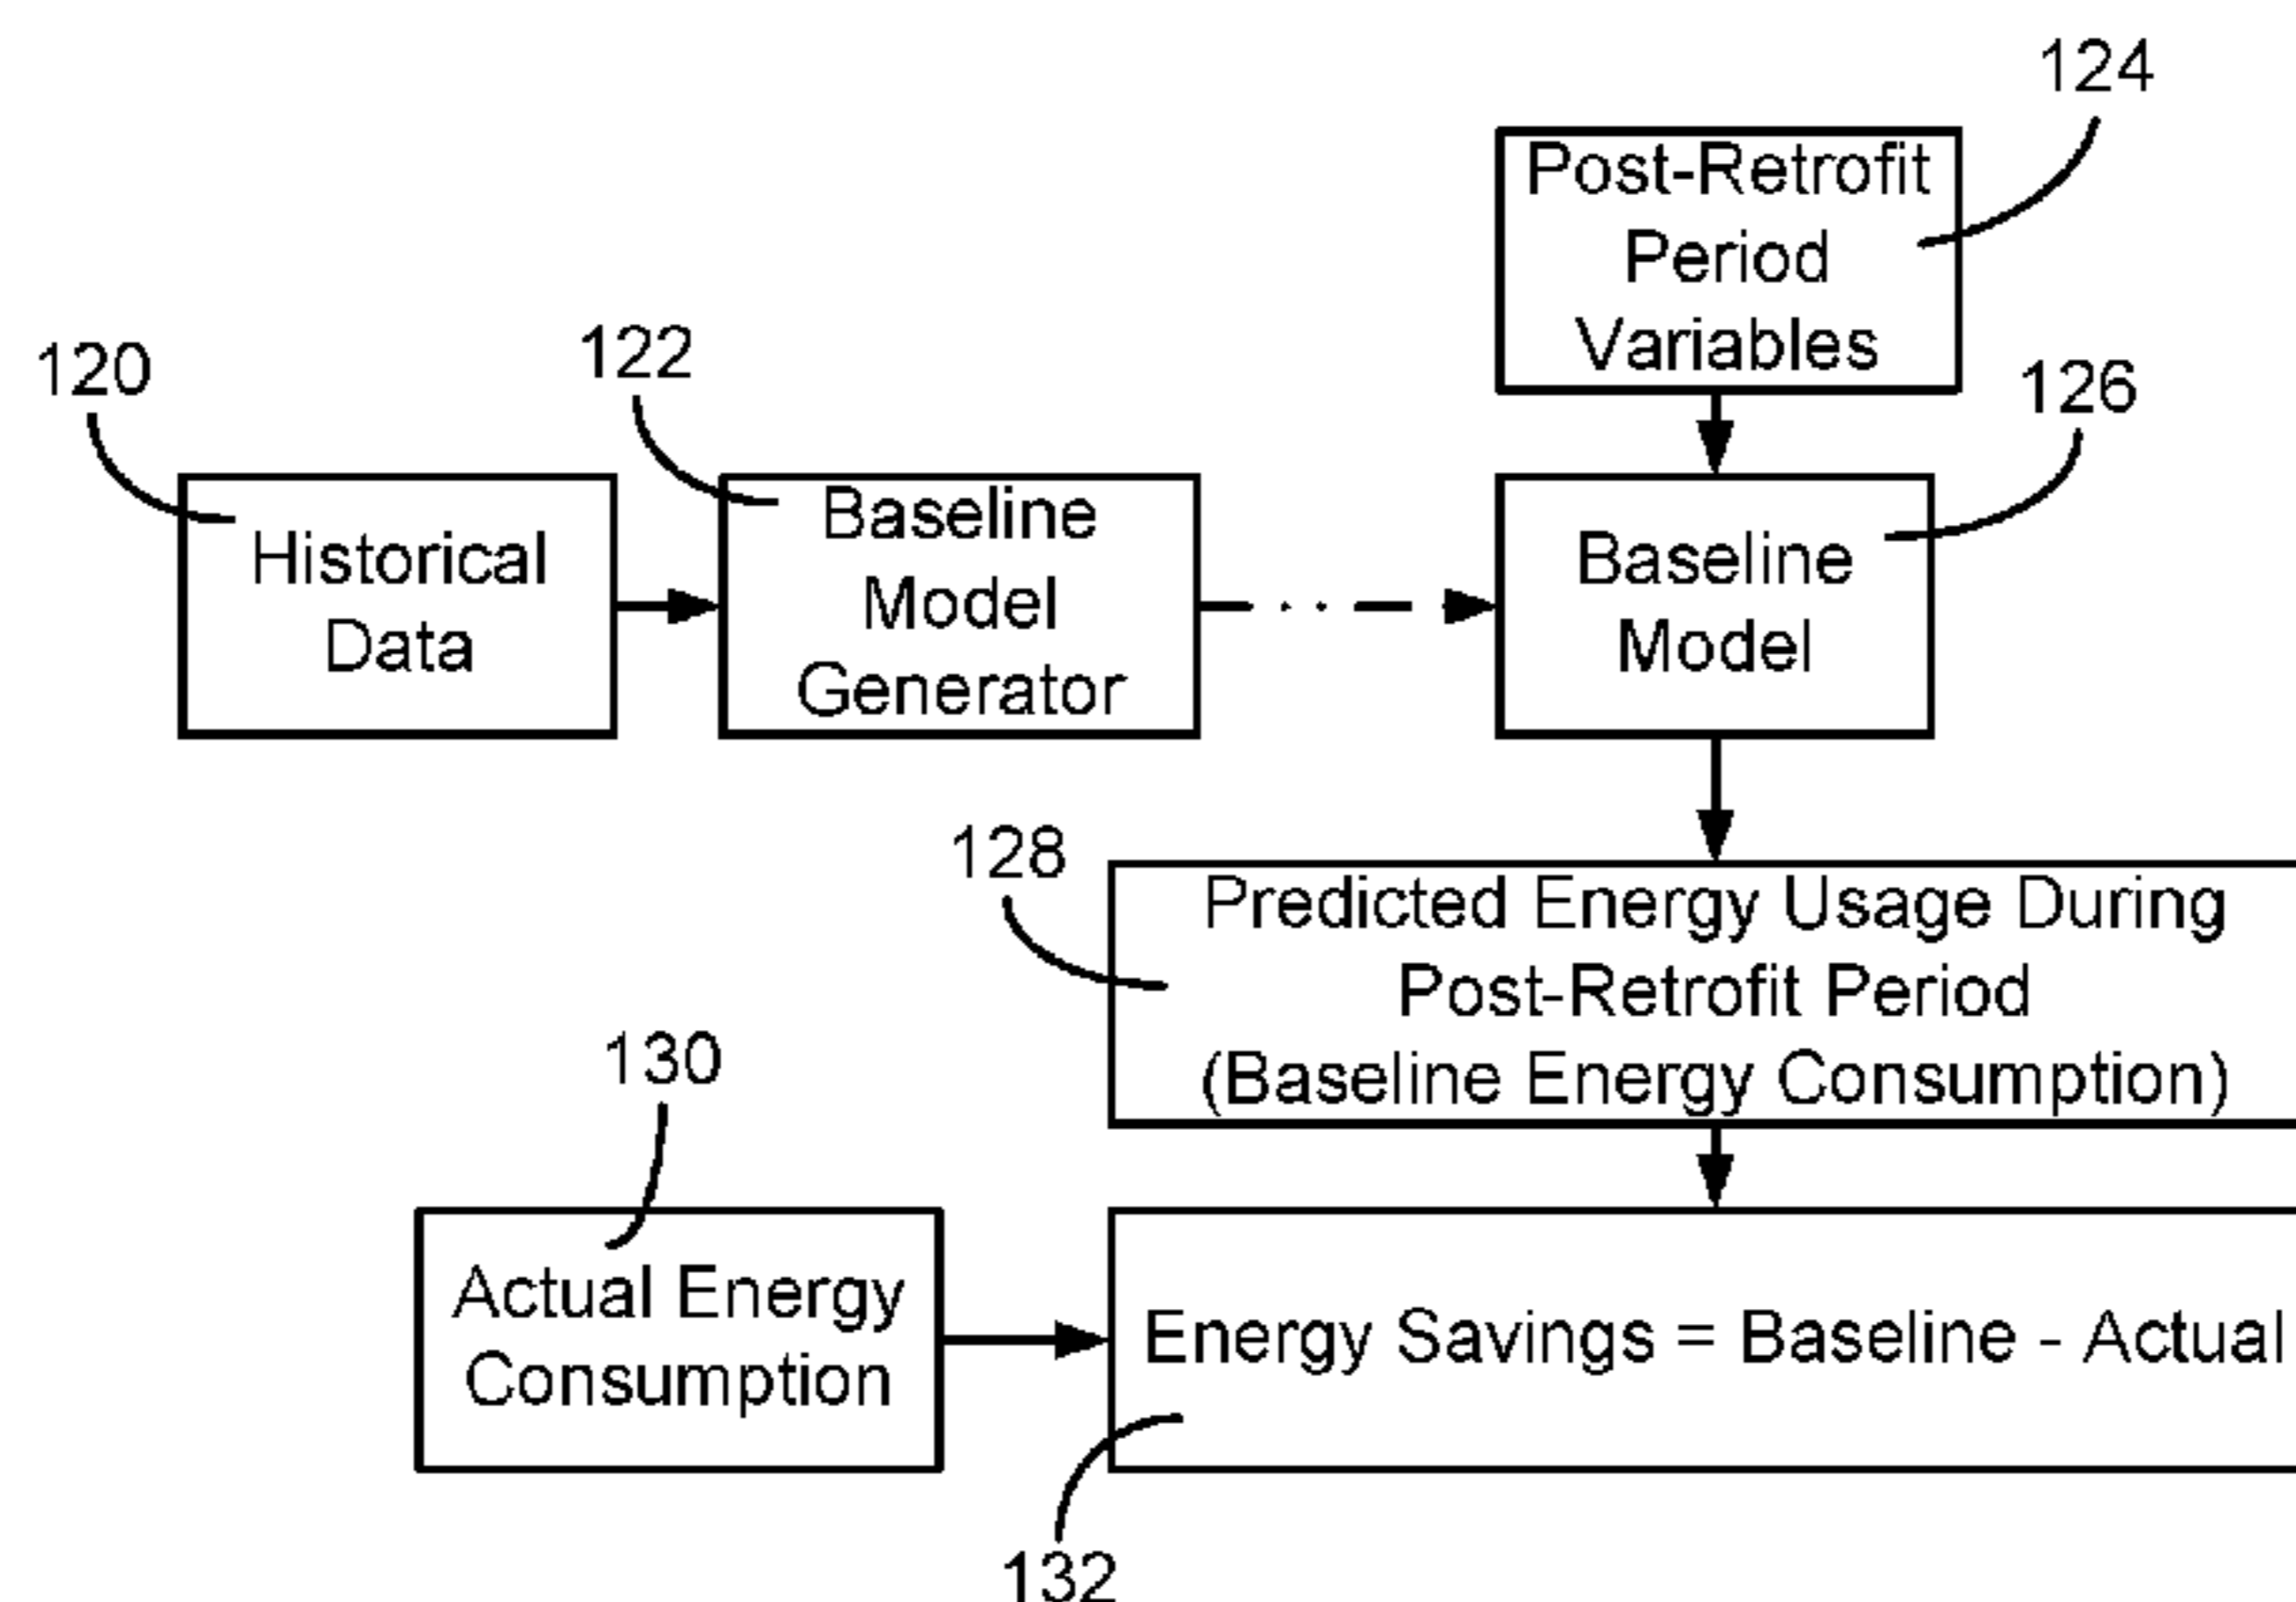 124
Post-Retrofit
Period
Variables
120
122
126
Historical
Data
Baseline
Model
Generator
Baseline
Model
128
Predicted Energy Usage During
Post-Retrofit Period
(Baseline Energy Consumption)
130
Actual Energy
Consumption
Energy Savings = Baseline - Actual
132